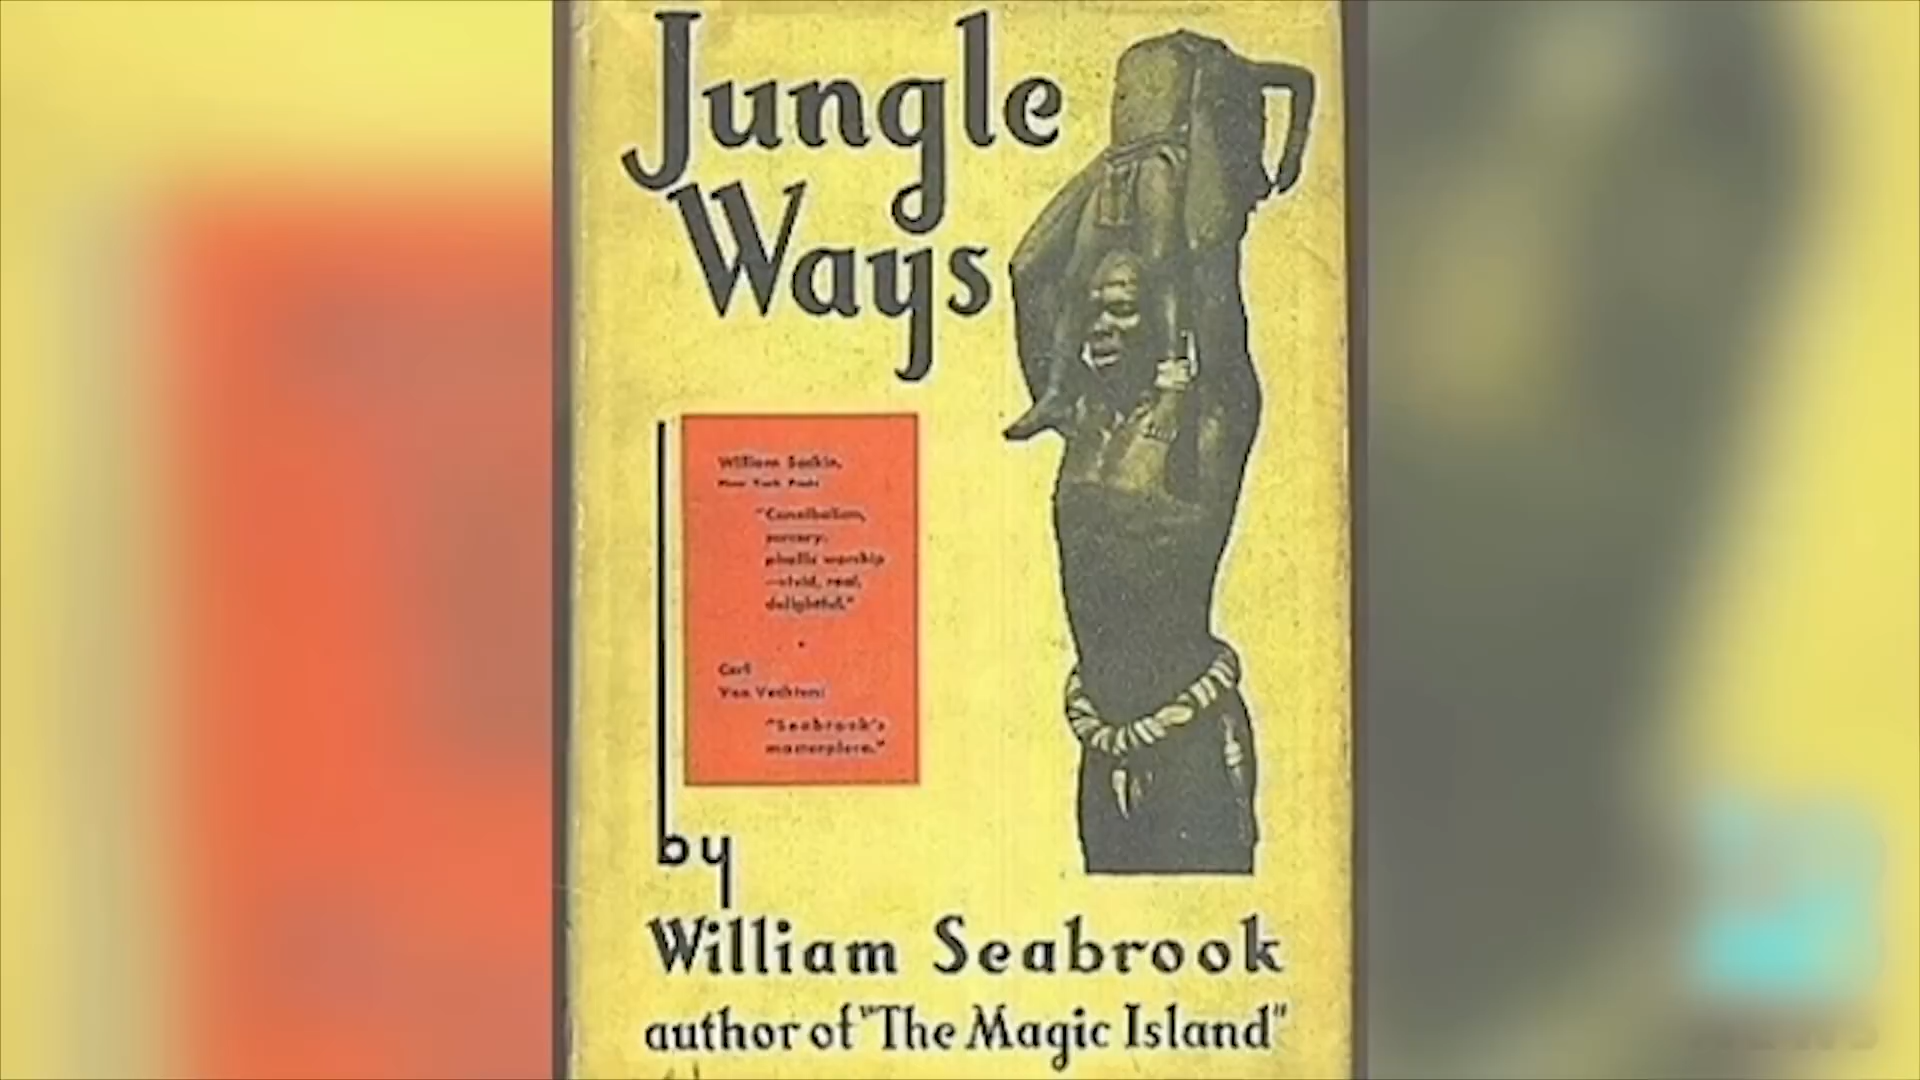 Jungle
Ways
William Soskin,
New York Post:
"Cannibalism,
sorcery,
phallic worship
—vivid, real,
delightful."
Carl
Van Vechten:
"Seabrook's
masterpiece."
by
William Seabrook
author of "The Magic Island"